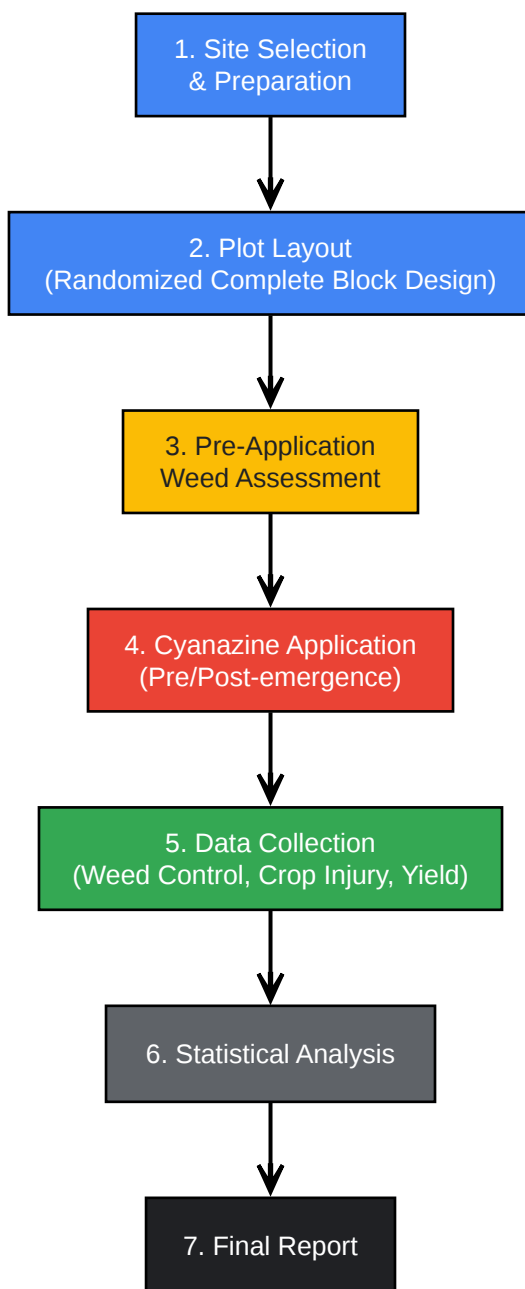 1. Site Selection
& Preparation
2. Plot Layout
(Randomized Complete Block Design)
3. Pre-Application
Weed Assessment
4. Cyanazine Application
(Pre/Post-emergence)
5. Data Collection
(Weed Control, Crop Injury, Yield)
6. Statistical Analysis
7. Final Report